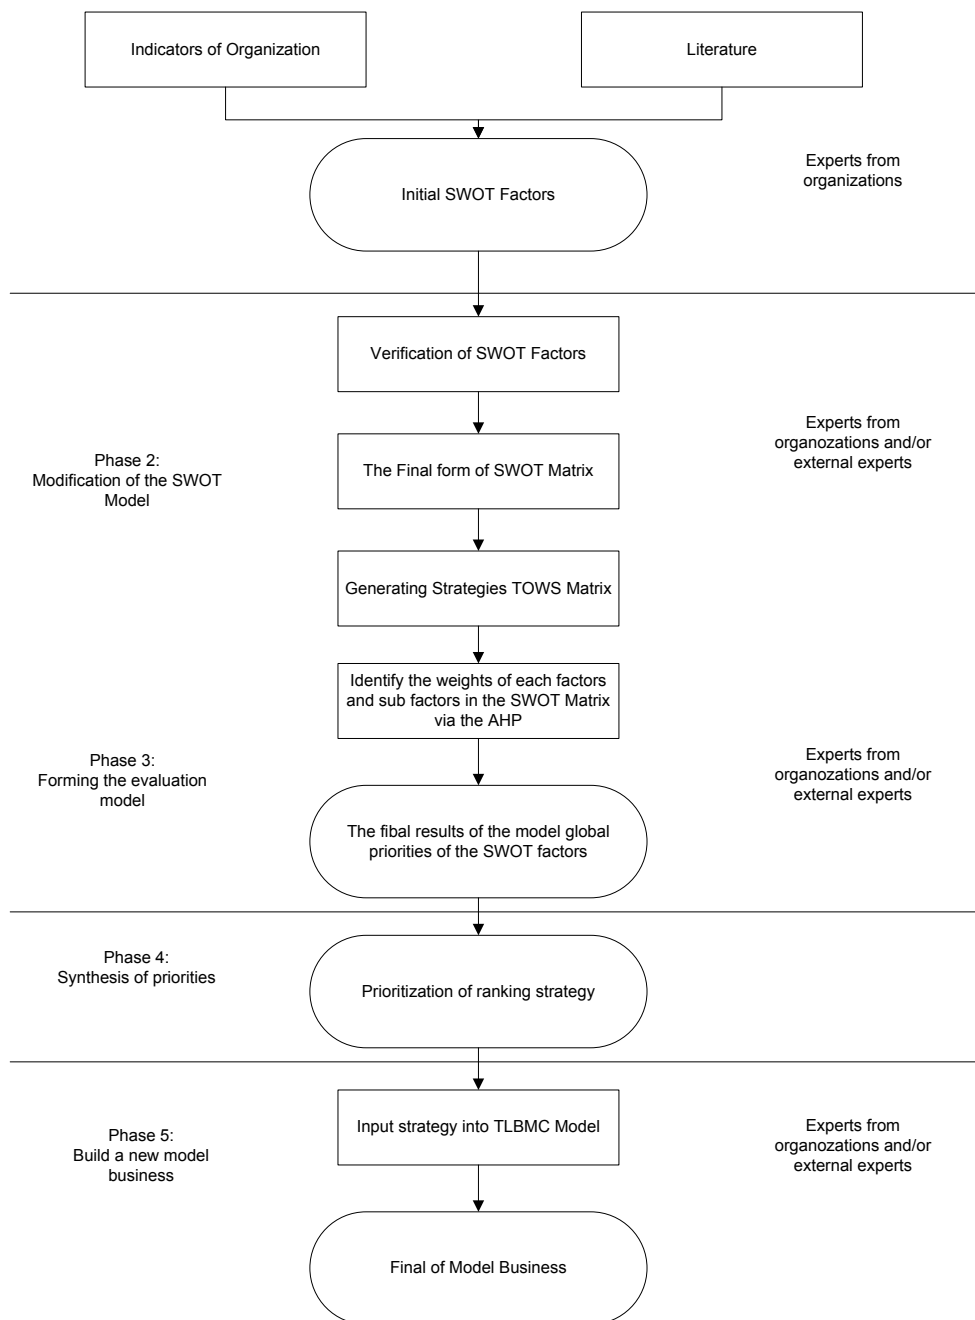 Indicators of Organization
Literature
Experts from
organizations
Initial SWOT Factors
Verification of SWOT Factors
Experts from
organozations and/or
external experts
Phase 2:
Modification of the SWOT
Model
The Final form of SWOT Matrix
Generating Strategies TOWS Matrix
Identify the weights of each factors
and sub factors in the SWOT Matrix
via the AHP
Phase 3:
Forming the evaluation
model
Experts from
organozations and/or
external experts
The fibal results of the model global
priorities of the SWOT factors
Phase 4:
Synthesis of priorities
Prioritization of ranking strategy
Phase 5:
Build a new model
business
Input strategy into TLBMC Model
Experts from
organozations and/or
external experts
Final of Model Business